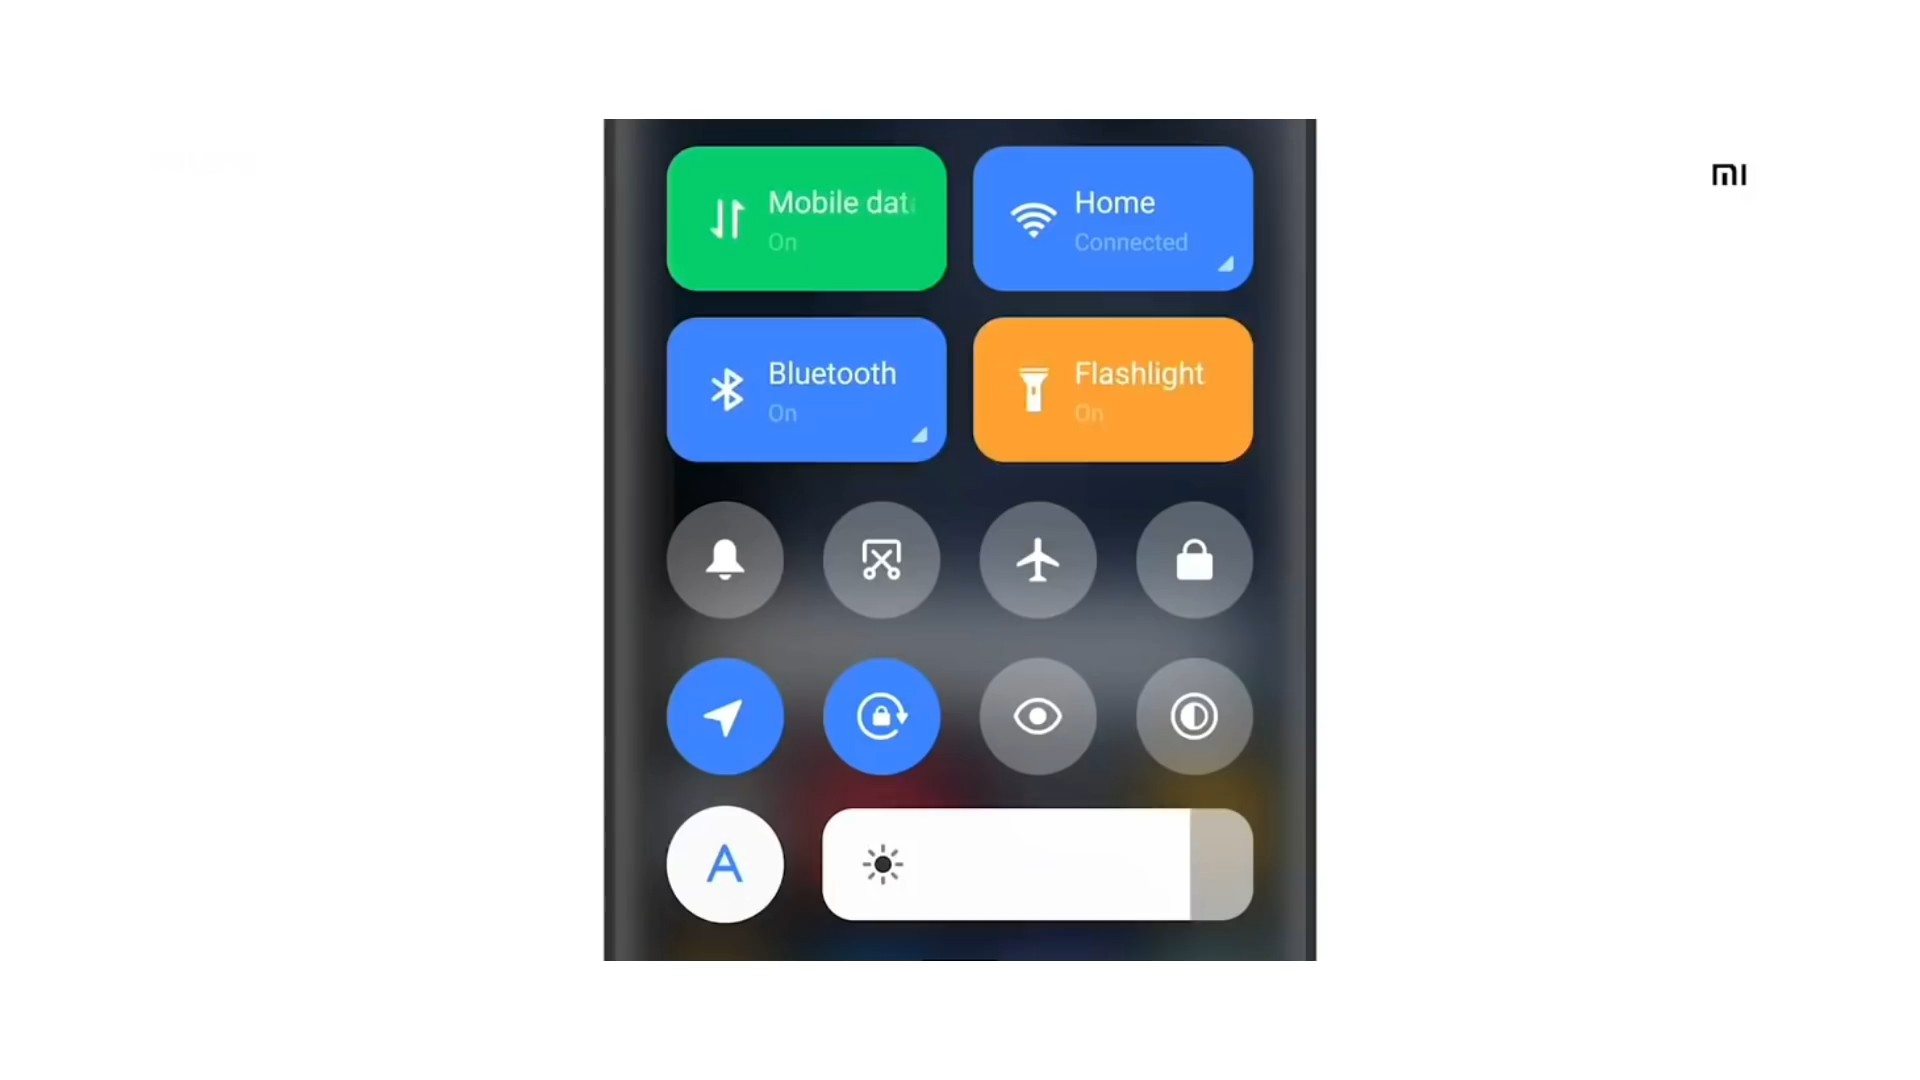 mi
Mobile dat
On
Home
Connected
Bluetooth
On
Flashlight
On
A